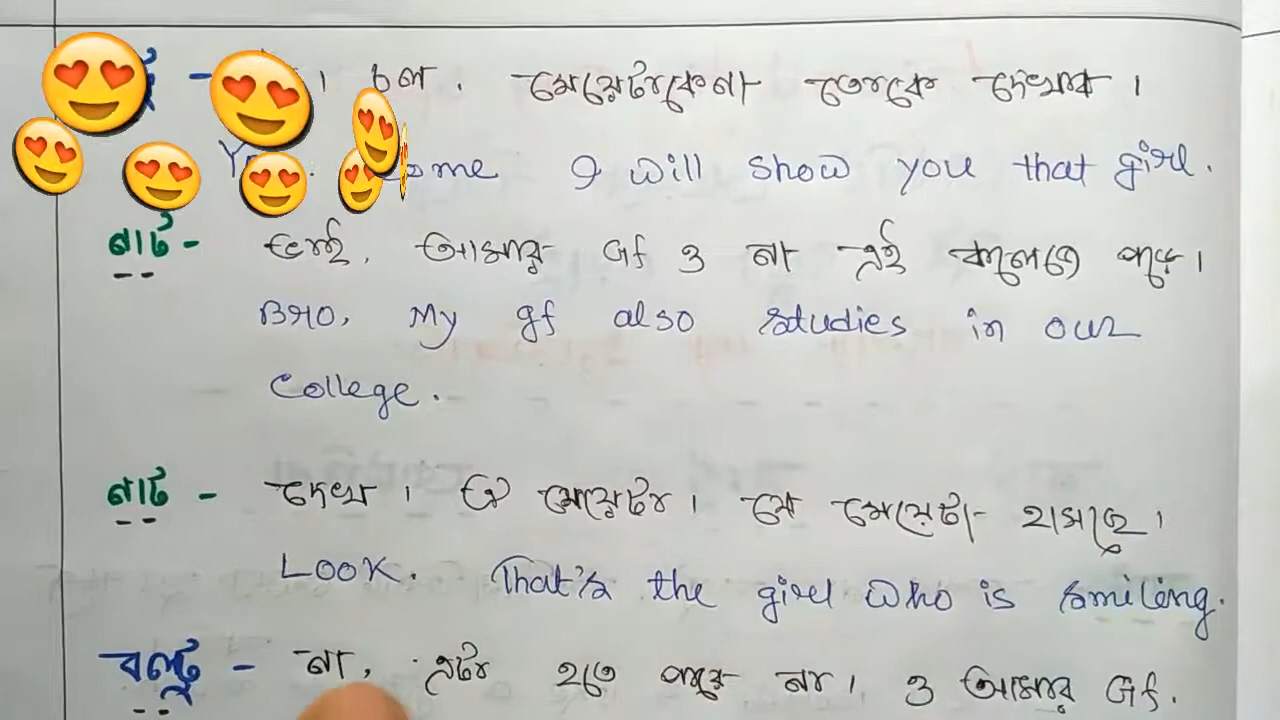 । চল . মেয়েটাকেনা তোকে দেখাব ।
come I will show you that girl.
নাট - ভাই, আমার Gf ও না এই কলেজে পড়ে।
Bro, My gf also studies in our
College.
নাট - দেখ । ঐ মেয়েটা । যে মেয়েটা হাসছে।
Look. That's the girl who is smiling.
বল্টু - না, এটা হতে পারে না। ও আমার Gf.